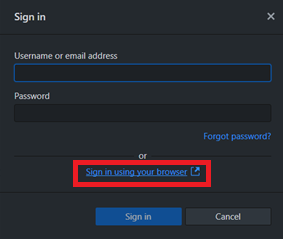 Sign in
Username or email address
Password
Forgot password?
or
Sign in using your browser
Sign in
Cancel